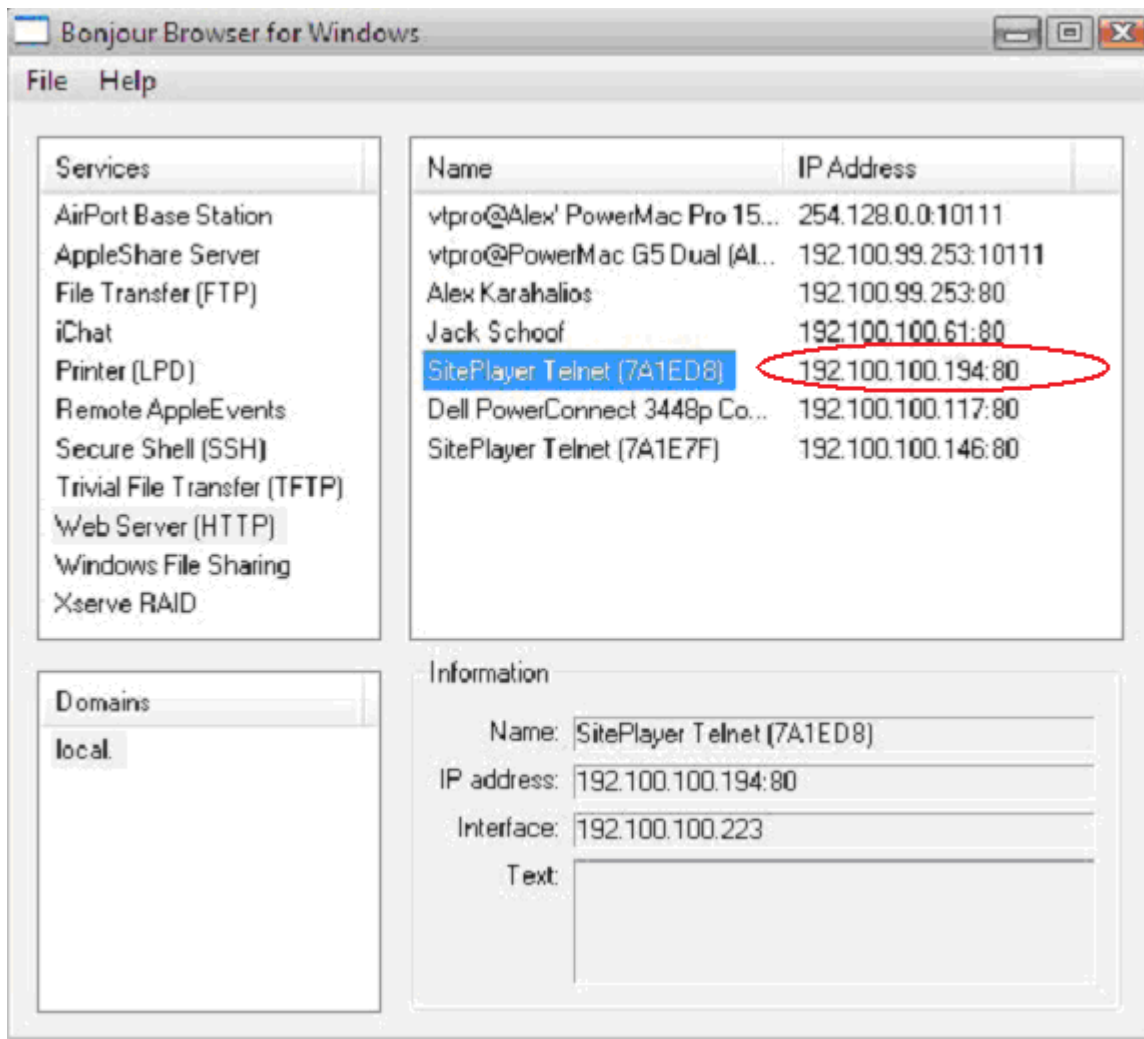 Bonjour Browser for Windows
File Help
Services
AirPort Base Station
AppleShare Server
File Transfer (FTP)
iChat
Printer (LPD)
Remote AppleEvents
Secure Shell (SSH)
Trivial File Transfer (TFTP)
Web Server (HTTP)
Windows File Sharing
Xserve RAID
Name IP Address
vtpro@Alex' PowerMac Pro 15... 254.128.0.0:10111
vtpro@PowerMac G5 Dual (Al... 192.100.99.253:10111
Alex Karahalios 192.100.99.253:80
Jack Schoof 192.100.100.61:80
SitePlayer Telnet (7A1ED8) 192.100.100.194:80
Dell PowerConnect 3448p Co... 192.100.100.117:80
SitePlayer Telnet (7A1E7F) 192.100.100.146:80
Domains
local.
Information
Name: SitePlayer Telnet (7A1ED8)
IP address: 192.100.100.194:80
Interface: 192.100.100.223
Text: